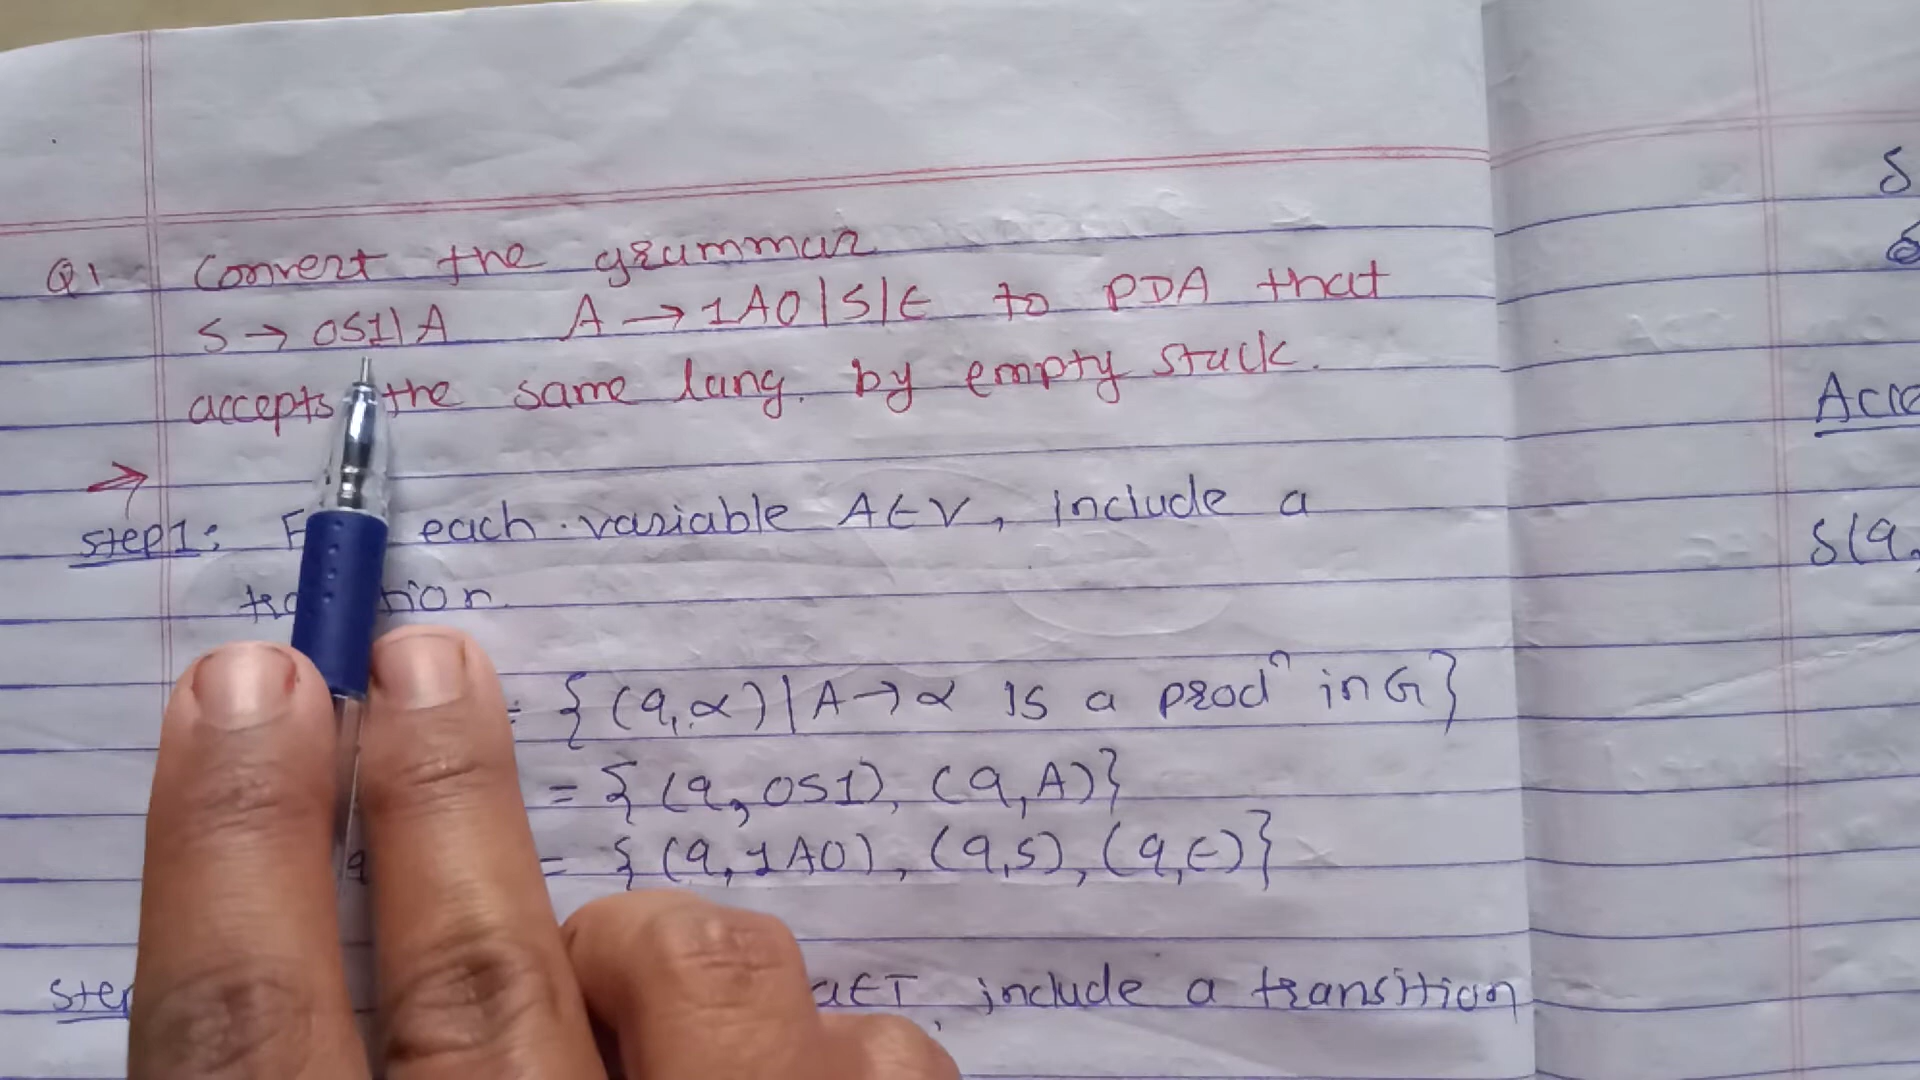 Q1 Convert the grammar
S → 0S1|A A → 1A0|S|ε to PDA that
accepts the same lang. by empty stack.
→
step1: F each variable A∈V, include a
= {(q,α)|A→α is a prodⁿ in G}
= {(q,0S1), (q,A)}
q = {(q,1A0), (q,S), (q,ε)}
a∈T, include a transition
S
Acce
δ(q,